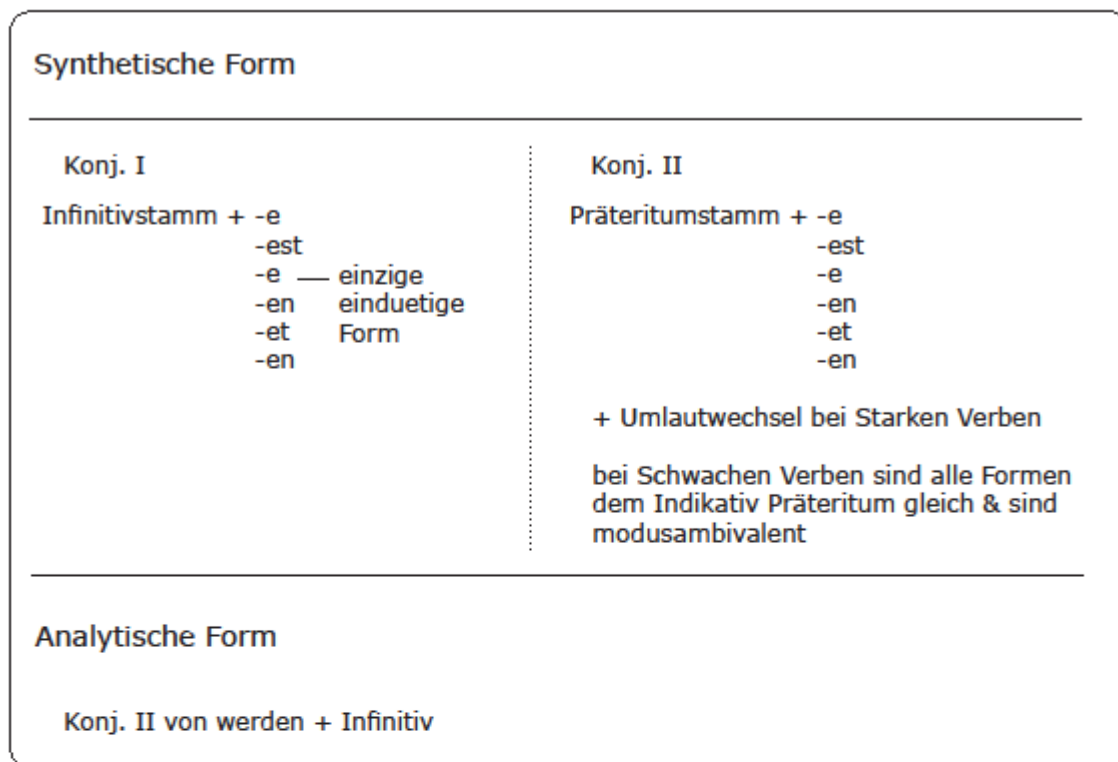 Synthetische Form
Konj. I
Infinitivstamm + -e
-est
-e — einzige
-en einduetige
-et Form
-en
Konj. II
Präteritumstamm + -e
-est
-e
-en
-et
-en
+ Umlautwechsel bei Starken Verben
bei Schwachen Verben sind alle Formen
dem Indikativ Präteritum gleich & sind
modusambivalent
Analytische Form
Konj. II von werden + Infinitiv